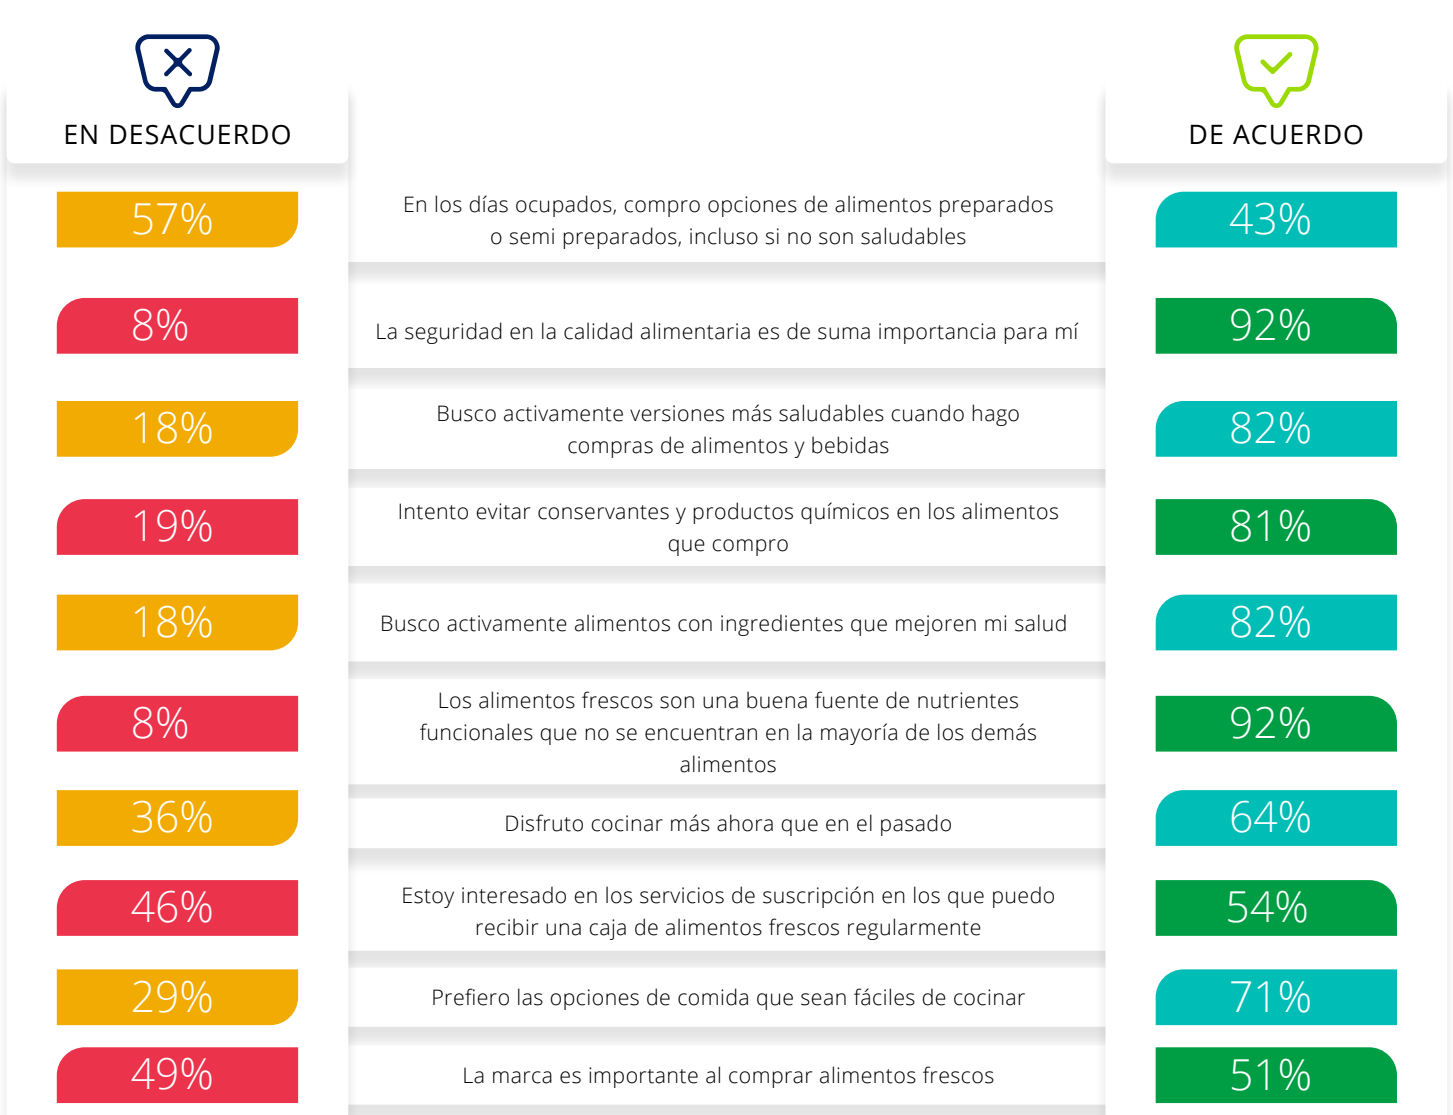 EN DESACUERDO
DE ACUERDO
57%
En los días ocupados, compro opciones de alimentos preparados
o semi preparados, incluso si no son saludables
43%
8%
La seguridad en la calidad alimentaria es de suma importancia para mí
92%
18%
Busco activamente versiones más saludables cuando hago
compras de alimentos y bebidas
82%
19%
Intento evitar conservantes y productos químicos en los alimentos
que compro
81%
18%
Busco activamente alimentos con ingredientes que mejoren mi salud
82%
8%
Los alimentos frescos son una buena fuente de nutrientes
funcionales que no se encuentran en la mayoría de los demás
alimentos
92%
36%
Disfruto cocinar más ahora que en el pasado
64%
46%
Estoy interesado en los servicios de suscripción en los que puedo
recibir una caja de alimentos frescos regularmente
54%
29%
Prefiero las opciones de comida que sean fáciles de cocinar
71%
49%
La marca es importante al comprar alimentos frescos
51%